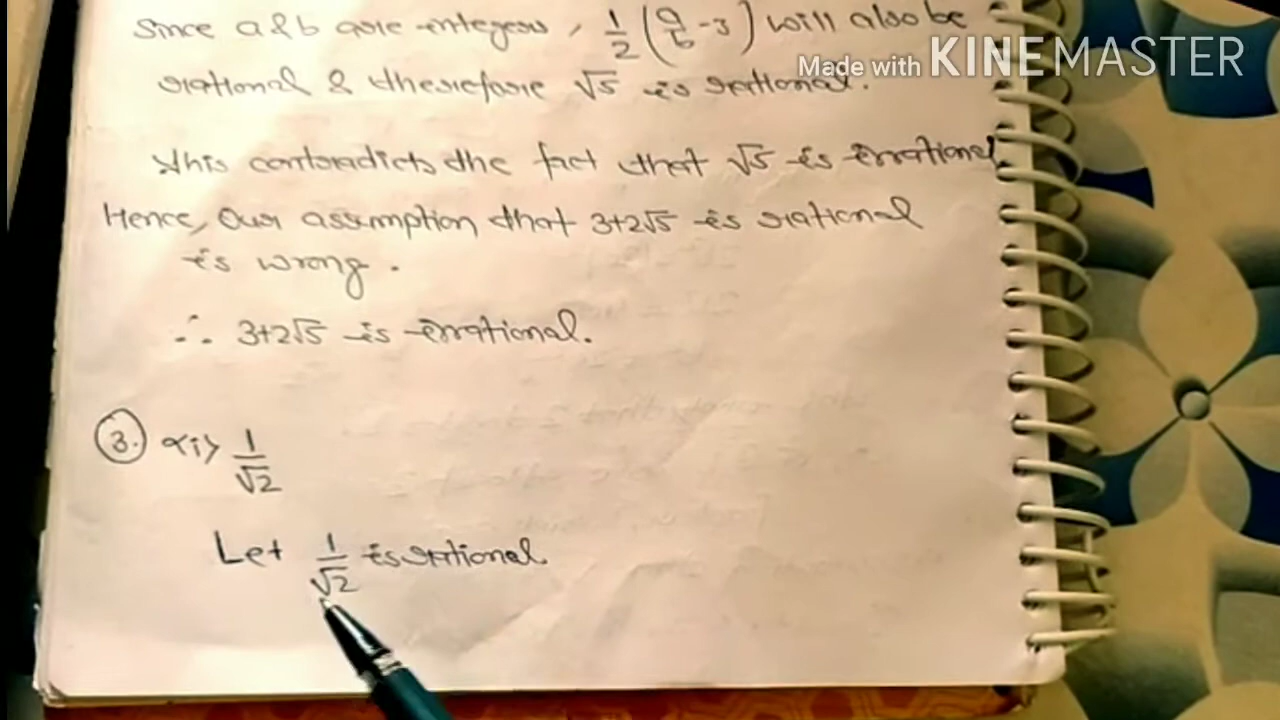 Since a & b are integers, 1/2 (a/b - 3) will also be
rational & therefore √5 is rational.
Made with KINEMASTER
This contradicts the fact that √5 is irrational
Hence, Our assumption that 3+2√5 is rational
is wrong.
∴ 3+2√5 is irrational.
3. (i) 1/√2
Let 1/√2 is rational